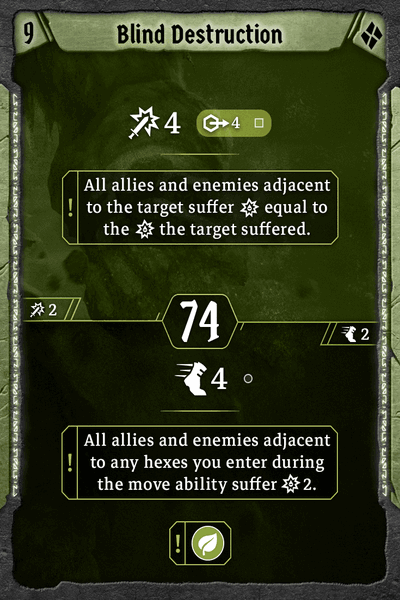 9 Blind Destruction
4 4
All allies and enemies adjacent
! to the target suffer equal to
the the target suffered.
2
74
2
4
All allies and enemies adjacent
! to any hexes you enter during
the move ability suffer 2.
!